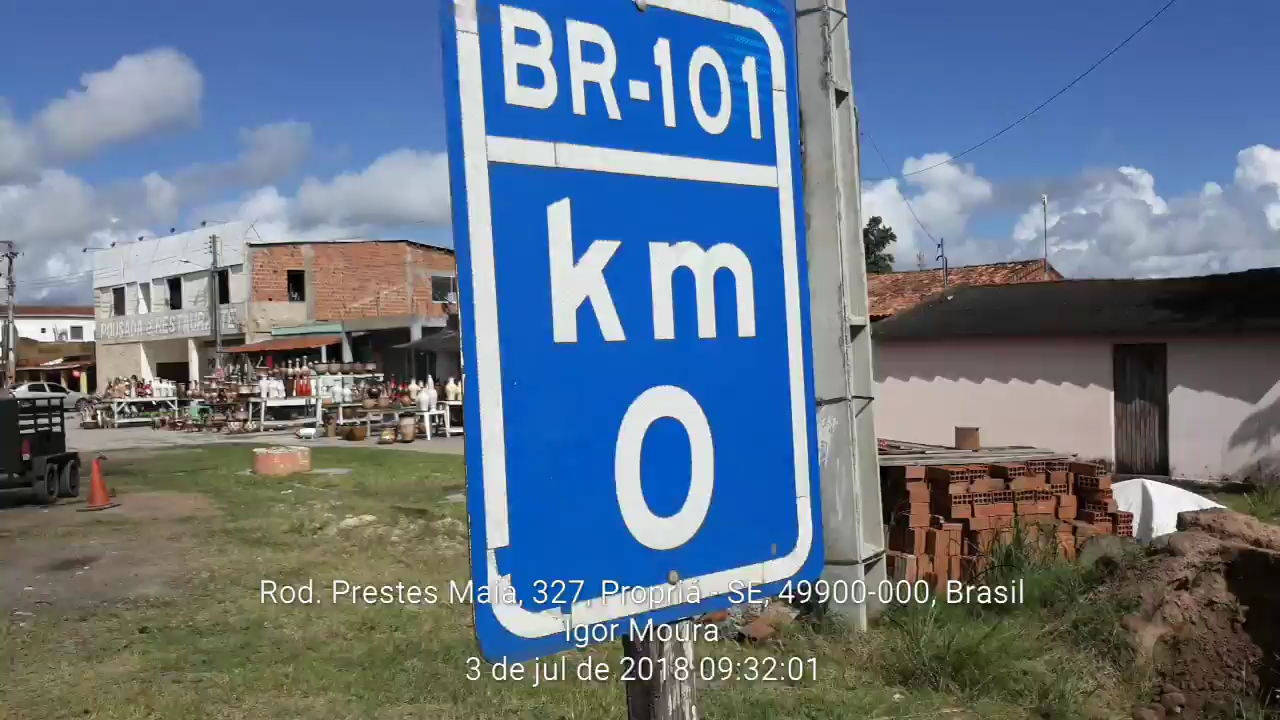 BR-101
km
0
POUSADA e RESTAURANTE
Rod. Prestes Maia, 327, Propriá - SE, 49900-000, Brasil
Igor Moura
3 de jul de 2018 09:32:01